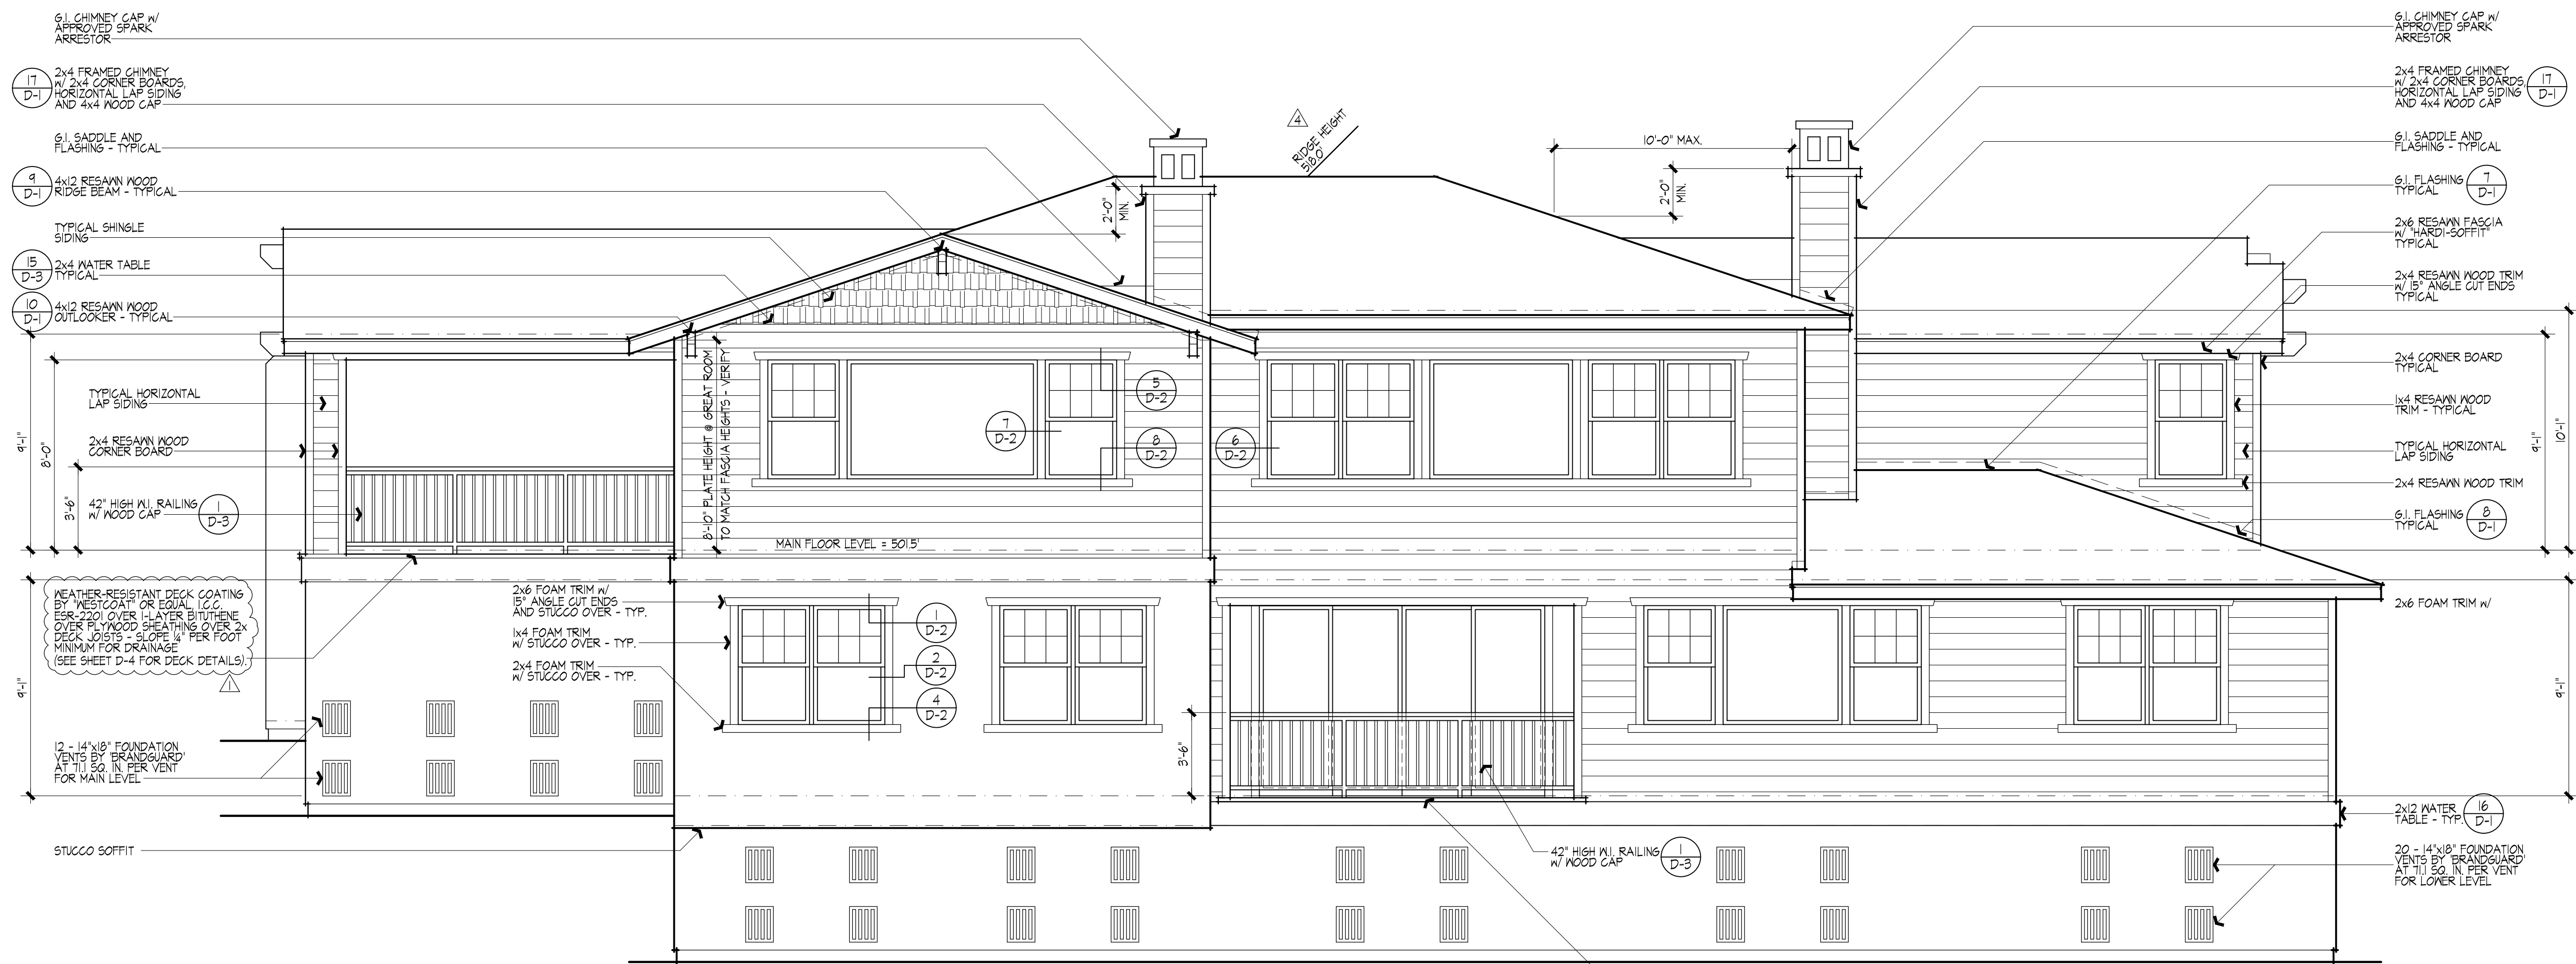 G.I. CHIMNEY CAP W/
APPROVED SPARK
ARRESTOR
17
D-1
2x4 FRAMED CHIMNEY
W/ 2x4 CORNER BOARDS,
HORIZONTAL LAP SIDING
AND 4x4 WOOD CAP
G.I. SADDLE AND
FLASHING - TYPICAL
9
D-1
4x12 RESAWN WOOD
RIDGE BEAM - TYPICAL
TYPICAL SHINGLE
SIDING
15
D-3
2x4 WATER TABLE
TYPICAL
10
D-1
4x12 RESAWN WOOD
OUTLOOKER - TYPICAL
9'-1"
8'-0"
3'-6"
TYPICAL HORIZONTAL
LAP SIDING
2x4 RESAWN WOOD
CORNER BOARD
42" HIGH W.I. RAILING
W/ WOOD CAP
1
D-3
WEATHER-RESISTANT DECK COATING
BY "WESTCOAT" OR EQUAL, I.C.C.
ESR-2201 OVER 1-LAYER BITUTHENE
OVER PLYWOOD SHEATHING OVER 2x
DECK JOISTS - SLOPE ¼" PER FOOT
MINIMUM FOR DRAINAGE
(SEE SHEET D-4 FOR DECK DETAILS).
1
9'-1"
12 - 14"x18" FOUNDATION
VENTS BY 'BRANDGUARD'
AT 71.1 SQ. IN. PER VENT
FOR MAIN LEVEL
STUCCO SOFFIT
2x6 FOAM TRIM W/
15° ANGLE CUT ENDS
AND STUCCO OVER - TYP.
1x4 FOAM TRIM
W/ STUCCO OVER - TYP.
2x4 FOAM TRIM
W/ STUCCO OVER - TYP.
8'-10" PLATE HEIGHT @ GREAT ROOM
TO MATCH FASCIA HEIGHTS - VERIFY
MAIN FLOOR LEVEL = 501.5'
7
D-2
5
D-2
8
D-2
6
D-2
1
D-2
2
D-2
4
D-2
2'-0"
MIN.
4
RIDGE HEIGHT
518.0'
10'-0" MAX.
2'-0"
MIN.
3'-6"
42" HIGH W.I. RAILING
W/ WOOD CAP
1
D-3
G.I. CHIMNEY CAP W/
APPROVED SPARK
ARRESTOR
2x4 FRAMED CHIMNEY
W/ 2x4 CORNER BOARDS,
HORIZONTAL LAP SIDING
AND 4x4 WOOD CAP
17
D-1
G.I. SADDLE AND
FLASHING - TYPICAL
G.I. FLASHING
TYPICAL
7
D-1
2x6 RESAWN FASCIA
W/ "HARDI-SOFFIT"
TYPICAL
2x4 RESAWN WOOD TRIM
W/ 15° ANGLE CUT ENDS
TYPICAL
2x4 CORNER BOARD
TYPICAL
1x4 RESAWN WOOD
TRIM - TYPICAL
TYPICAL HORIZONTAL
LAP SIDING
2x4 RESAWN WOOD TRIM
G.I. FLASHING
TYPICAL
8
D-1
9'-1"
10'-1"
2x6 FOAM TRIM W/
9'-1"
2x12 WATER
TABLE - TYP.
16
D-1
20 - 14"x18" FOUNDATION
VENTS BY 'BRANDGUARD'
AT 71.1 SQ. IN. PER VENT
FOR LOWER LEVEL